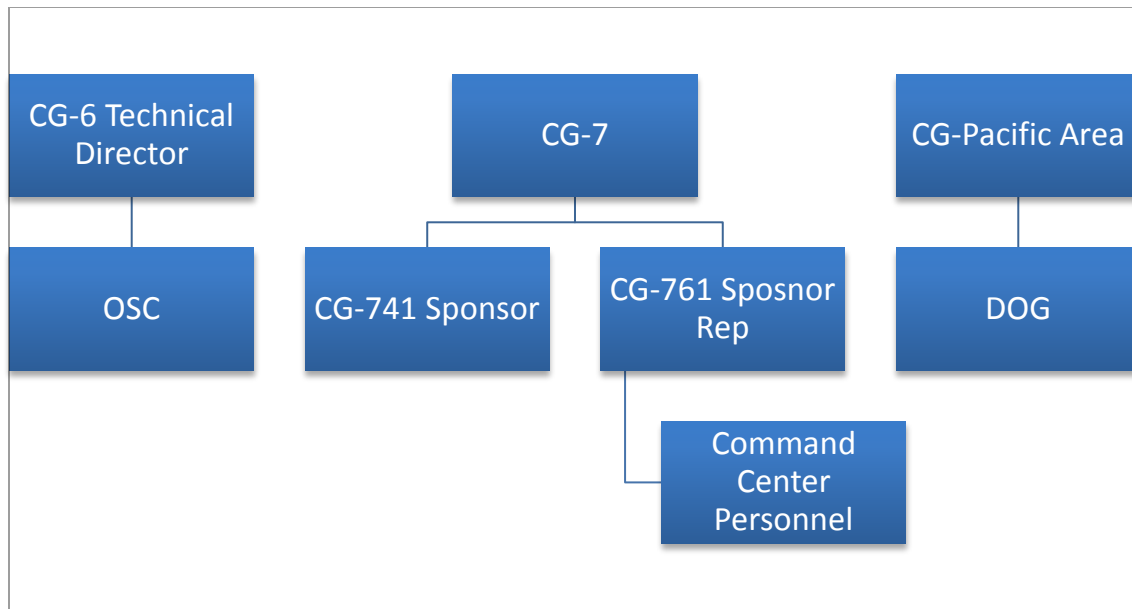 CG-6 Technical
Director
CG-7
CG-Pacific Area
OSC
CG-741 Sponsor
CG-761 Sposnor
Rep
DOG
Command
Center
Personnel